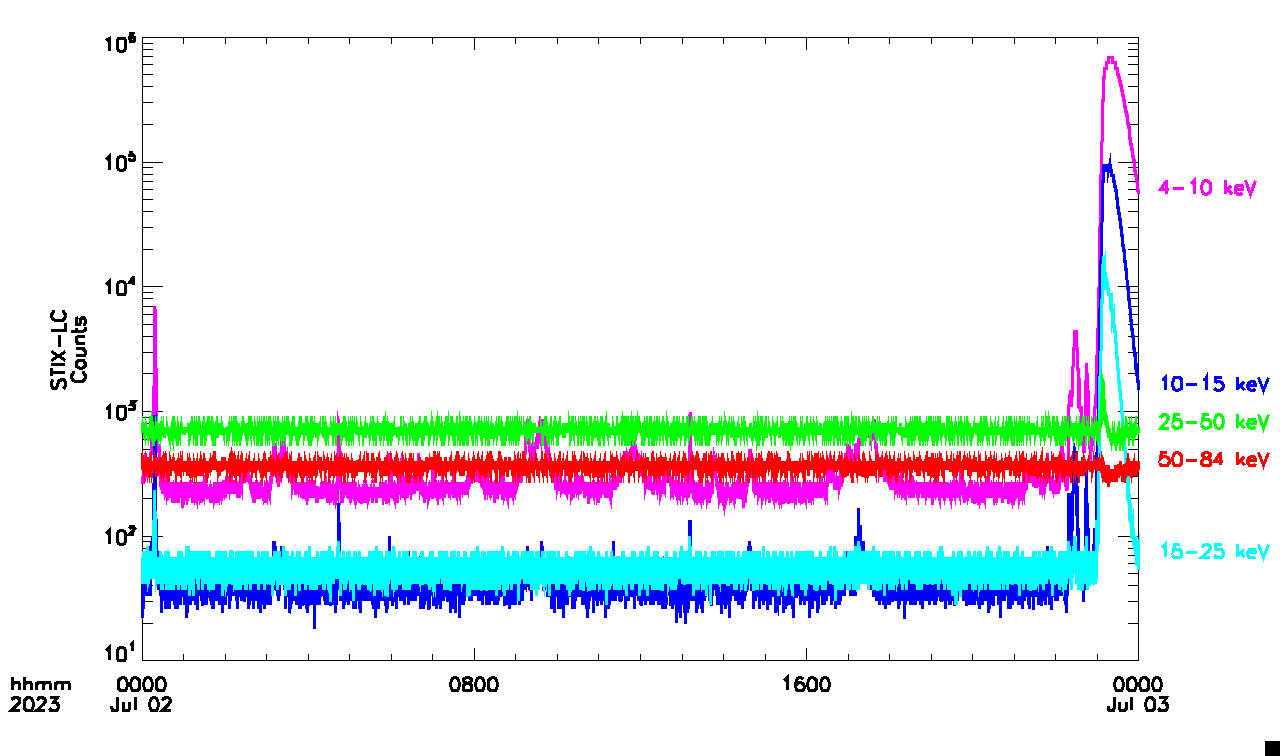 10⁶
10⁵
10⁴
10³
10²
10¹
STIX-LC
Counts
4-10 keV
10-15 keV
25-50 keV
50-84 keV
15-25 keV
hhmm 0000 0800 1600 0000
2023 Jul 02 Jul 03